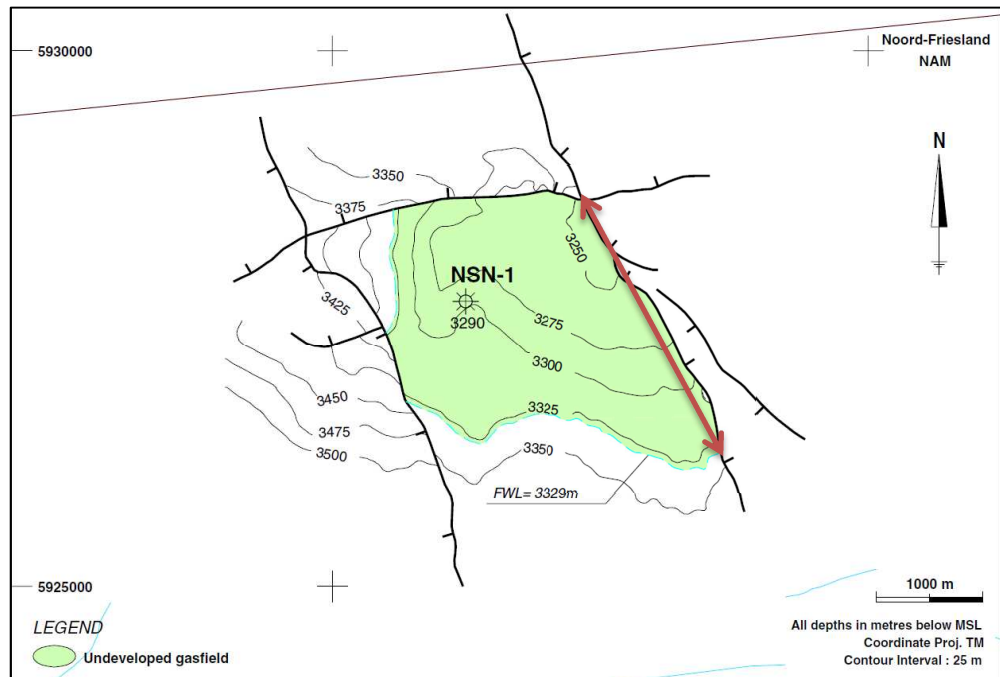 5930000
Noord-Friesland
NAM
N
3350
3375
3250
NSN-1
3425
3290
3275
3300
3450
3325
3475
3350
3500
FWL= 3329m
5925000
1000 m
LEGEND
All depths in metres below MSL
Undeveloped gasfield
Coordinate Proj. TM
Contour Interval : 25 m